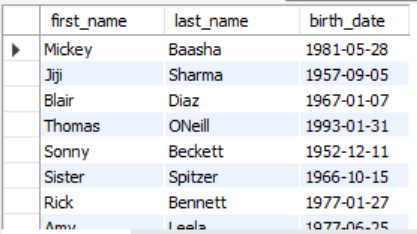 first_name last_name birth_date
Mickey Baasha 1981-05-28
Jiji Sharma 1957-09-05
Blair Diaz 1967-01-07
Thomas ONeill 1993-01-31
Sonny Beckett 1952-12-11
Sister Spitzer 1966-10-15
Rick Bennett 1977-01-27
Amy Leela 1977-06-25